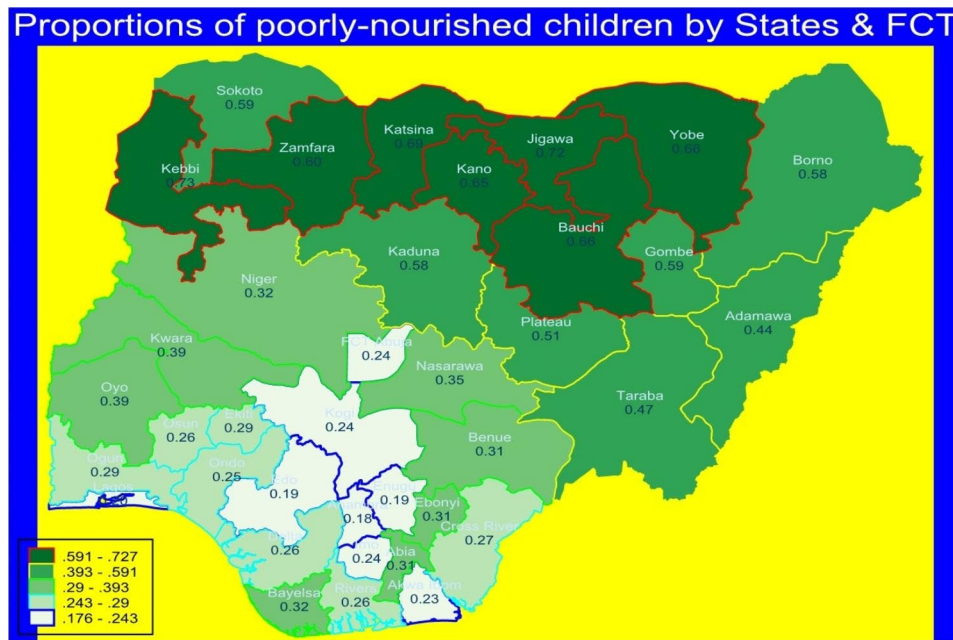 Proportions of poorly-nourished children by States & FCT
Sokoto
0.59
Katsina
0.69
Jigawa
0.72
Yobe
0.66
Zamfara
0.60
Kebbi
0.73
Kano
0.65
Borno
0.58
Bauchi
0.66
Kaduna
0.58
Gombe
0.59
Niger
0.32
Plateau
0.51
Adamawa
0.44
Kwara
0.39
FCT Abuja
0.24
Nasarawa
0.35
Oyo
0.39
Taraba
0.47
Kogi
0.24
Ekiti
0.29
Osun
0.26
Benue
0.31
Ogun
0.29
Ondo
0.25
Edo
0.19
Enugu
0.19
Lagos
0.18
Ebonyi
0.31
Cross River
0.27
Delta
0.26
0.24
Abia
0.31
Bayelsa
0.32
Rivers
0.26
Akwa Ibom
0.23
.591 - .727
.393 - .591
.29 - .393
.243 - .29
.176 - .243